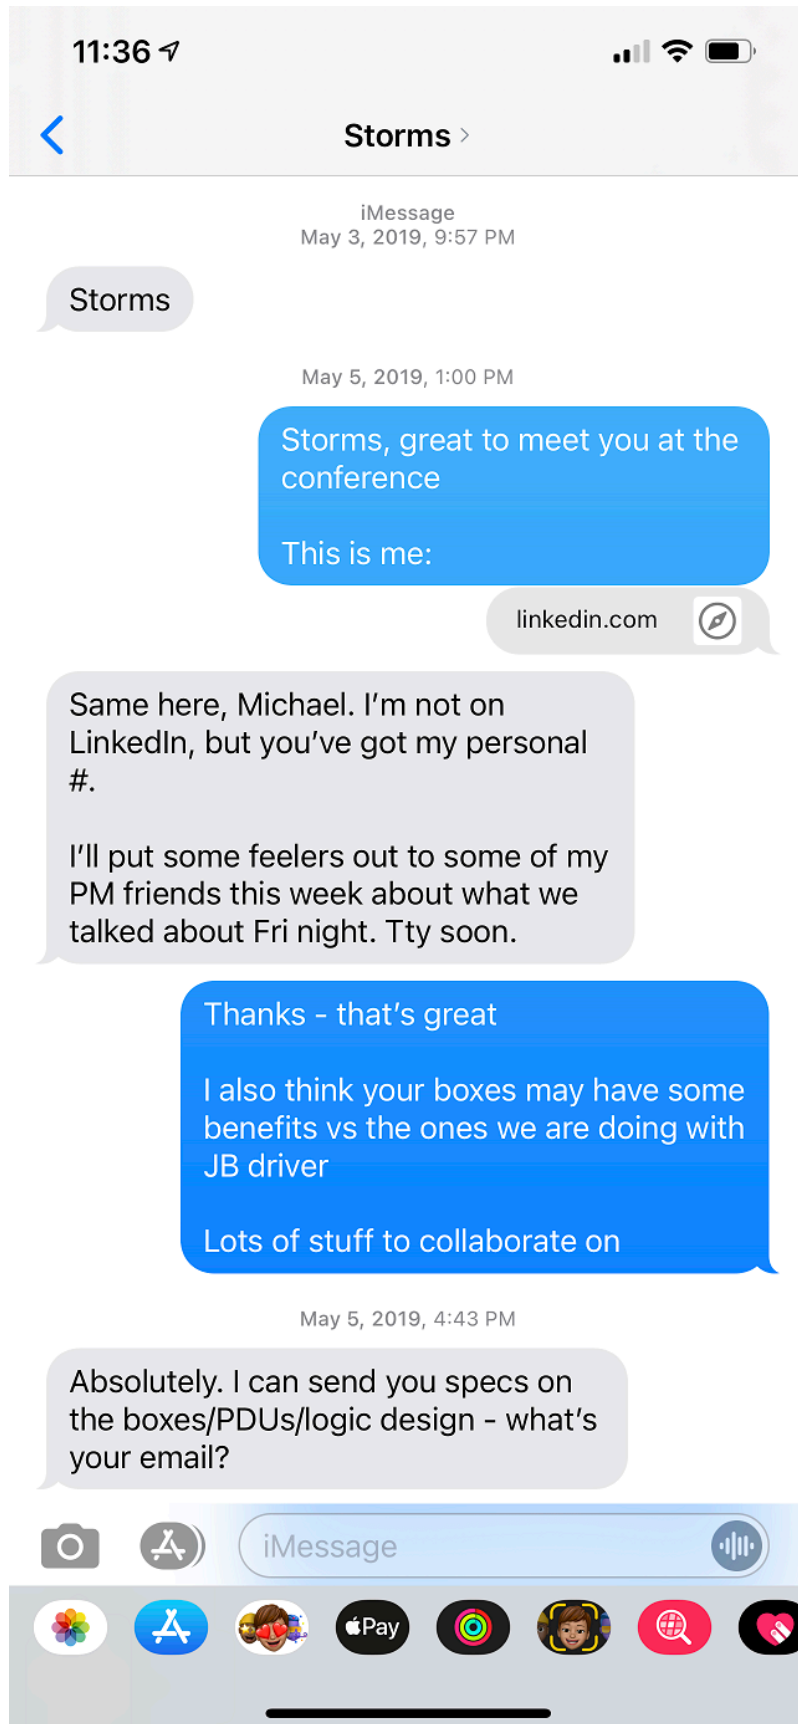 11:36
Storms
iMessage
May 3, 2019, 9:57 PM
Storms
May 5, 2019, 1:00 PM
Storms, great to meet you at the
conference
This is me:
linkedin.com
Same here, Michael. I’m not on
LinkedIn, but you’ve got my personal
#.
I’ll put some feelers out to some of my
PM friends this week about what we
talked about Fri night. Tty soon.
Thanks - that’s great
I also think your boxes may have some
benefits vs the ones we are doing with
JB driver
Lots of stuff to collaborate on
May 5, 2019, 4:43 PM
Absolutely. I can send you specs on
the boxes/PDUs/logic design - what’s
your email?
iMessage
Pay